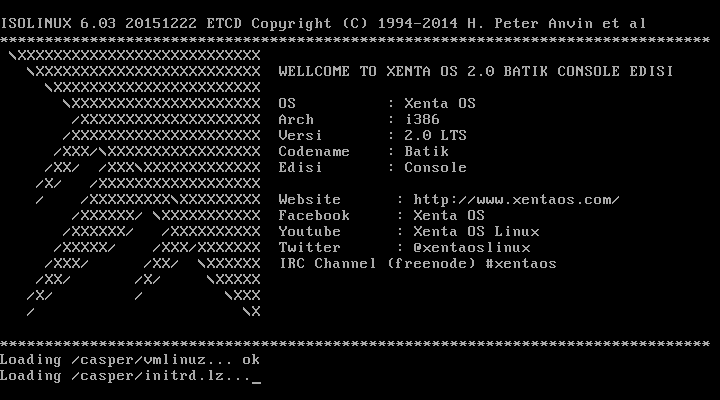 ISOLINUX 6.03 20151222 ETCD Copyright (C) 1994-2014 H. Peter Anvin et al
*******************************************************************************
 \XXXXXXXXXXXXXXXXXXXXXXXXXXX
   \XXXXXXXXXXXXXXXXXXXXXXXXX  WELLCOME TO XENTA OS 2.0 BATIK CONSOLE EDISI
     \XXXXXXXXXXXXXXXXXXXXXXX
       \XXXXXXXXXXXXXXXXXXXXX  OS          : Xenta OS
        /XXXXXXXXXXXXXXXXXXXX  Arch        : i386
       /XXXXXXXXXXXXXXXXXXXXX  Versi       : 2.0 LTS
      /XXX/\XXXXXXXXXXXXXXXXX  Codename    : Batik
     /XX/  /XXX\XXXXXXXXXXXXX  Edisi       : Console
    /X/   /XXXXXXXXXXXXXXXXXX
    /    /XXXXXXXXX\XXXXXXXXX  Website      : http://www.xentaos.com/
        /XXXXXX/ \XXXXXXXXXXX  Facebook     : Xenta OS
       /XXXXXX/   /XXXXXXXXXX  Youtube      : Xenta OS Linux
      /XXXXX/    /XXX/XXXXXXX  Twitter      : @xentaoslinux
     /XXX/      /XX/  \XXXXXX  IRC Channel (freenode) #xentaos
    /XX/       /X/     \XXXXX
   /X/         /         \XXX
   /                       \X
*******************************************************************************
Loading /casper/vmlinuz... ok
Loading /casper/initrd.lz..._